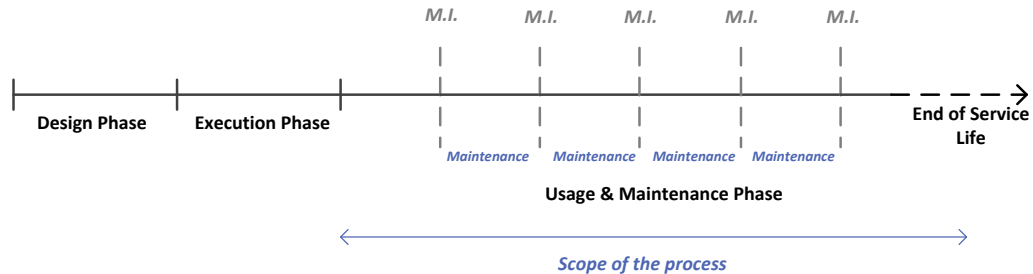 M.I. M.I. M.I. M.I. M.I.
Design Phase Execution Phase End of Service
Life
Maintenance Maintenance Maintenance Maintenance
Usage & Maintenance Phase
Scope of the process